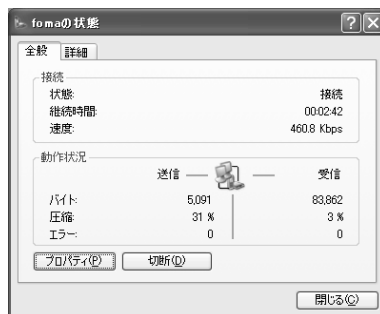 fomaの状態
全般 詳細
接続
状態: 接続
継続時間: 00:02:42
速度: 460.8 Kbps
動作状況
送信 受信
バイト: 5,091 83,862
圧縮: 31 % 3 %
エラー: 0 0
プロパティ(P) 切断(D)
閉じる(C)